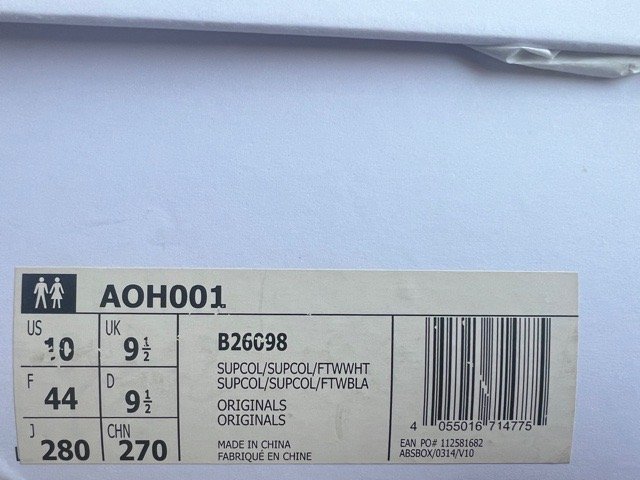 AOH001
US 10
UK 9 1/2
F 44
D 9 1/2
J 280
CHN 270
B26098
SUPCOL/SUPCOL/FTWWHT
SUPCOL/SUPCOL/FTWBLA
ORIGINALS
ORIGINALS
MADE IN CHINA
FABRIQUÉ EN CHINE
4 055016 714775
EAN PO# 112581682
ABSBOX/0314/V10